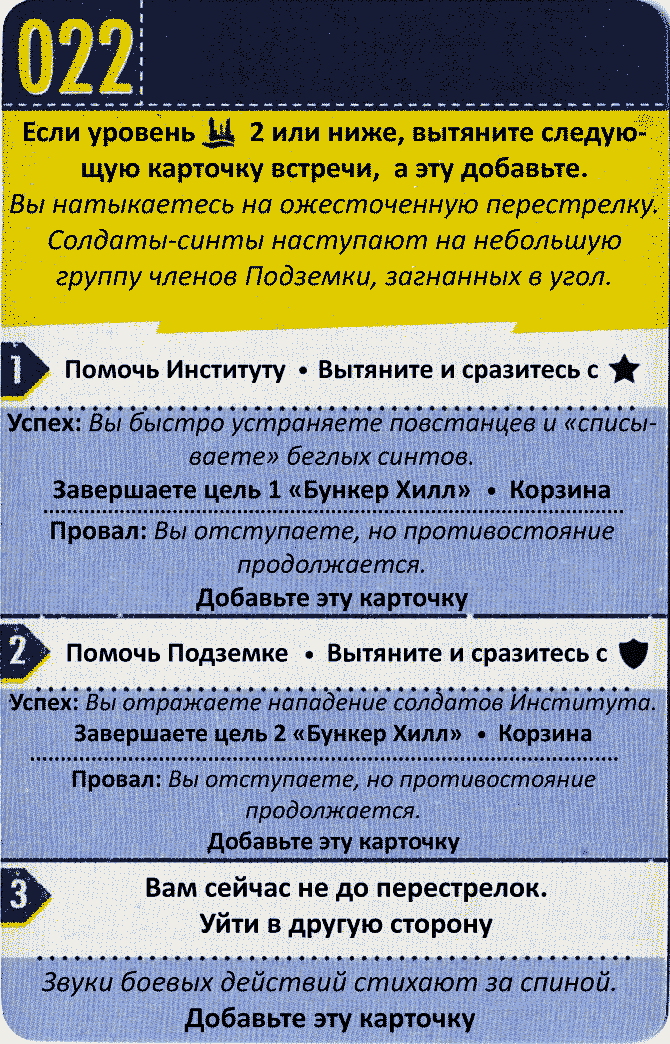 022
Если уровень 2 или ниже, вытяните следую-
щую карточку встречи, а эту добавьте.
Вы натыкаетесь на ожесточенную перестрелку.
Солдаты-синты наступают на небольшую
группу членов Подземки, загнанных в угол.
1 Помочь Институту • Вытяните и сразитесь с
Успех: Вы быстро устраняете повстанцев и «списы-
ваете» беглых синтов.
Завершаете цель 1 «Бункер Хилл» • Корзина
Провал: Вы отступаете, но противостояние
продолжается.
Добавьте эту карточку
2 Помочь Подземке • Вытяните и сразитесь с
Успех: Вы отражаете нападение солдатов Института.
Завершаете цель 2 «Бункер Хилл» • Корзина
Провал: Вы отступаете, но противостояние
продолжается.
Добавьте эту карточку
3 Вам сейчас не до перестрелок.
Уйти в другую сторону
Звуки боевых действий стихают за спиной.
Добавьте эту карточку